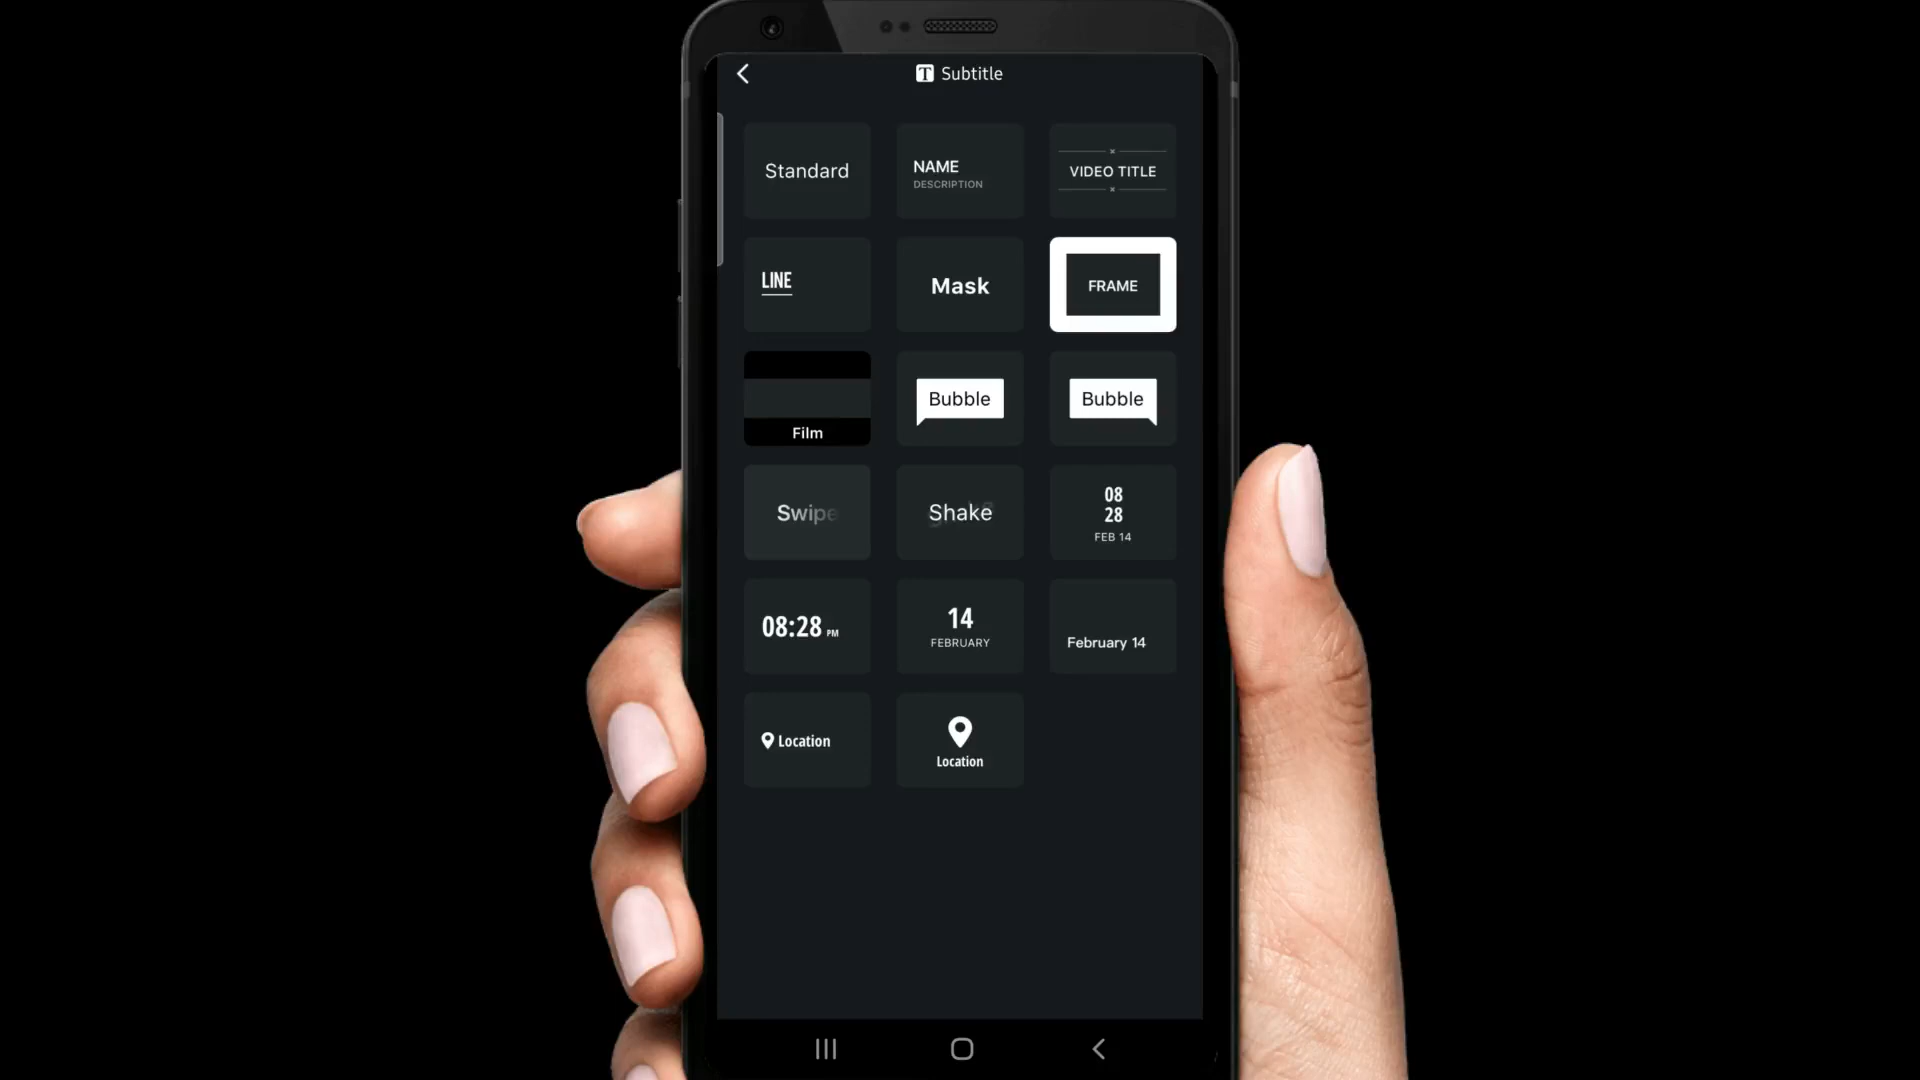 T Subtitle
Standard
NAME
DESCRIPTION
VIDEO TITLE
LINE
Mask
FRAME
Film
Bubble
Bubble
Swipe
Shake
08
28
FEB 14
08:28 PM
14
FEBRUARY
February 14
Location
Location